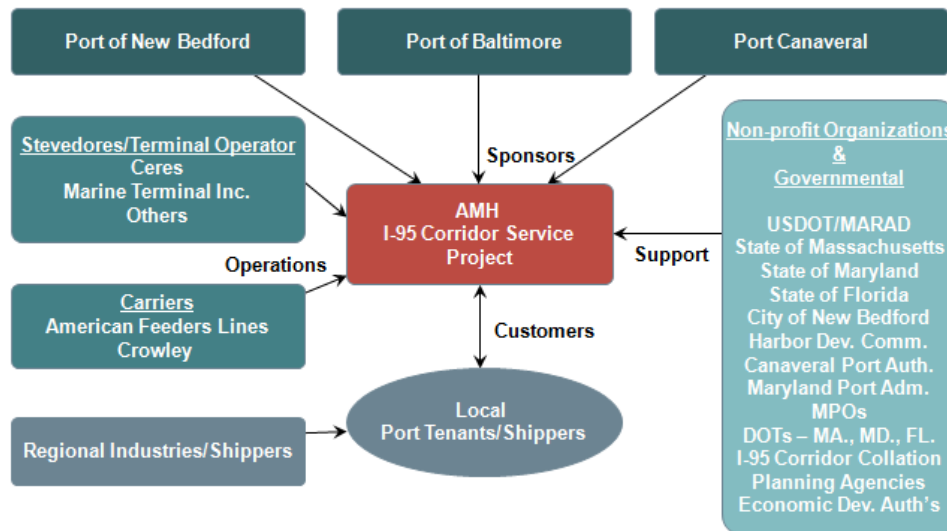 Port of New Bedford
Port of Baltimore
Port Canaveral
Stevedores/Terminal Operator
Ceres
Marine Terminal Inc.
Others
Sponsors
Non-profit Organizations
&
Governmental
USDOT/MARAD
State of Massachusetts
State of Maryland
State of Florida
City of New Bedford
Harbor Dev. Comm.
Canaveral Port Auth.
Maryland Port Adm.
MPOs
DOTs – MA., MD., FL.
I-95 Corridor Collation
Planning Agencies
Economic Dev. Auth's
AMH
I-95 Corridor Service
Project
Operations
Support
Carriers
American Feeders Lines
Crowley
Customers
Local
Port Tenants/Shippers
Regional Industries/Shippers